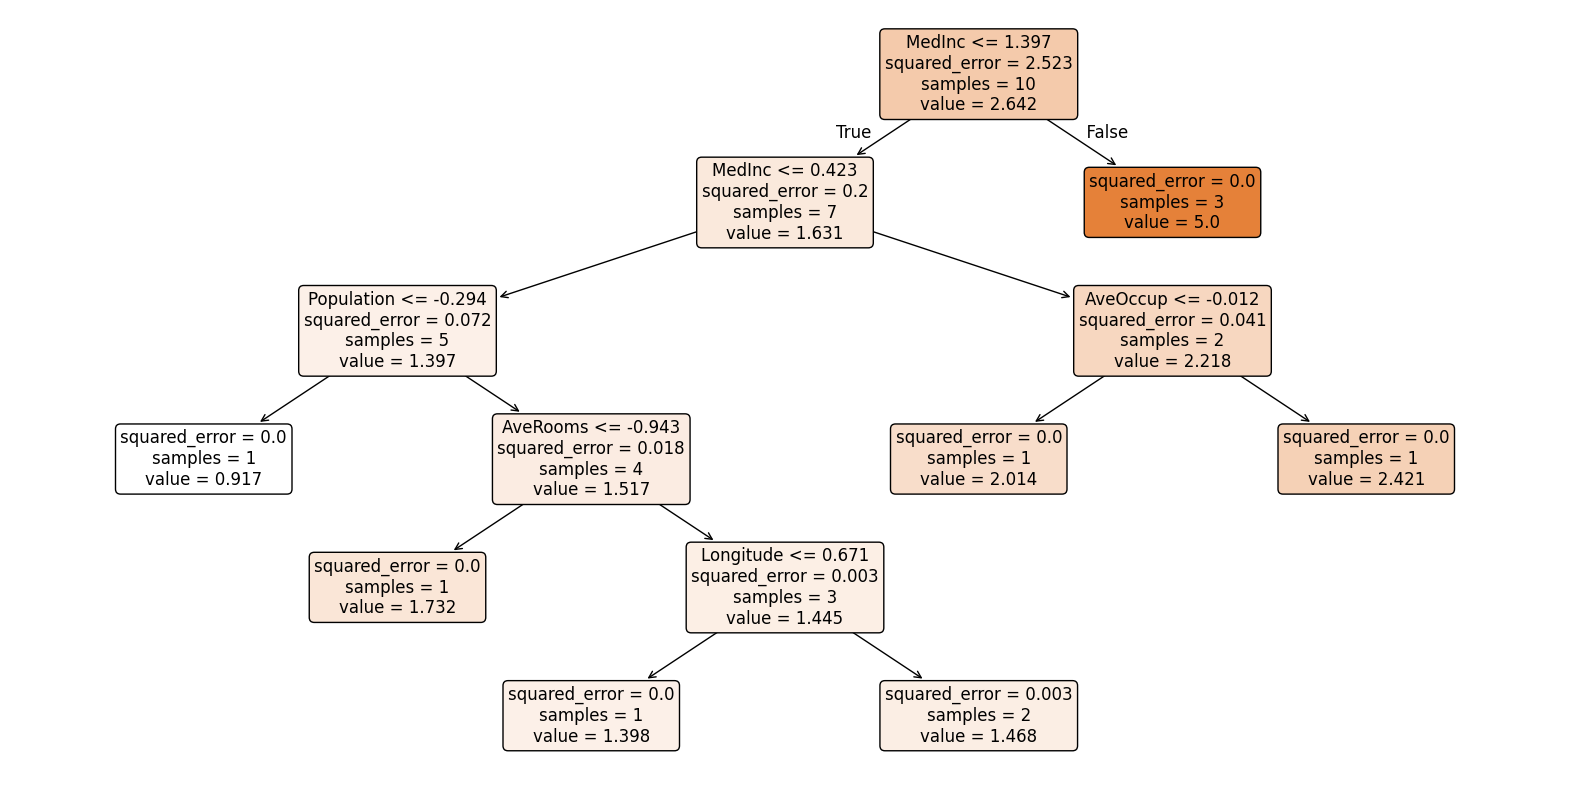 MedInc <= 1.397
squared_error = 2.523
samples = 10
value = 2.642
True
False
MedInc <= 0.423
squared_error = 0.2
samples = 7
value = 1.631
squared_error = 0.0
samples = 3
value = 5.0
Population <= -0.294
squared_error = 0.072
samples = 5
value = 1.397
AveOccup <= -0.012
squared_error = 0.041
samples = 2
value = 2.218
squared_error = 0.0
samples = 1
value = 0.917
AveRooms <= -0.943
squared_error = 0.018
samples = 4
value = 1.517
squared_error = 0.0
samples = 1
value = 2.014
squared_error = 0.0
samples = 1
value = 2.421
squared_error = 0.0
samples = 1
value = 1.732
Longitude <= 0.671
squared_error = 0.003
samples = 3
value = 1.445
squared_error = 0.0
samples = 1
value = 1.398
squared_error = 0.003
samples = 2
value = 1.468